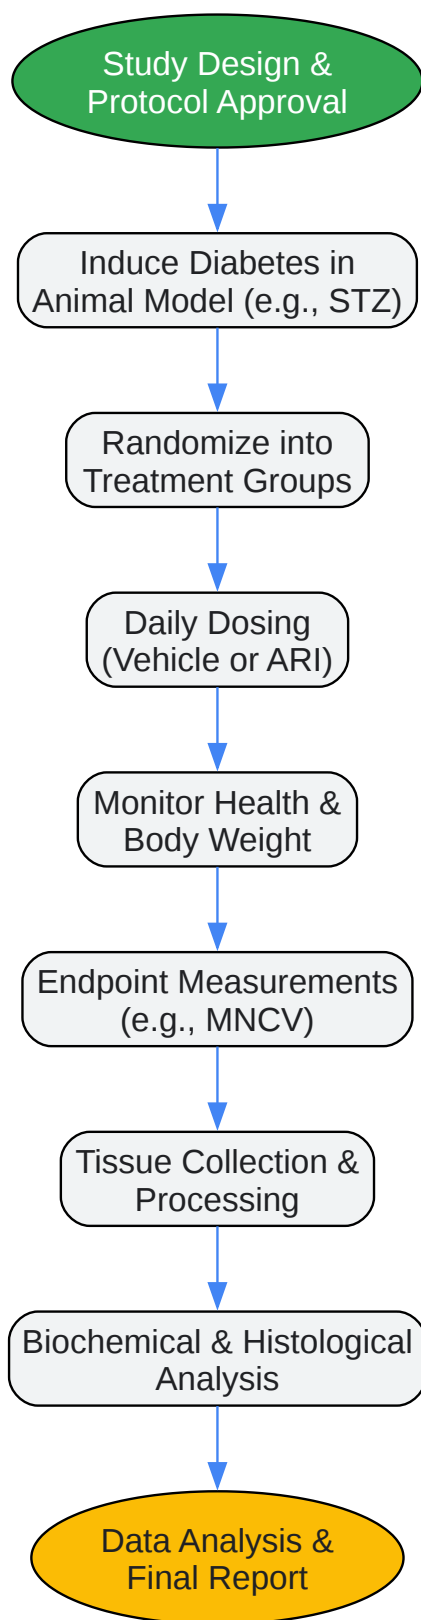 Study Design &
Protocol Approval
Induce Diabetes in
Animal Model (e.g., STZ)
Randomize into
Treatment Groups
Daily Dosing
(Vehicle or ARI)
Monitor Health &
Body Weight
Endpoint Measurements
(e.g., MNCV)
Tissue Collection &
Processing
Biochemical & Histological
Analysis
Data Analysis &
Final Report